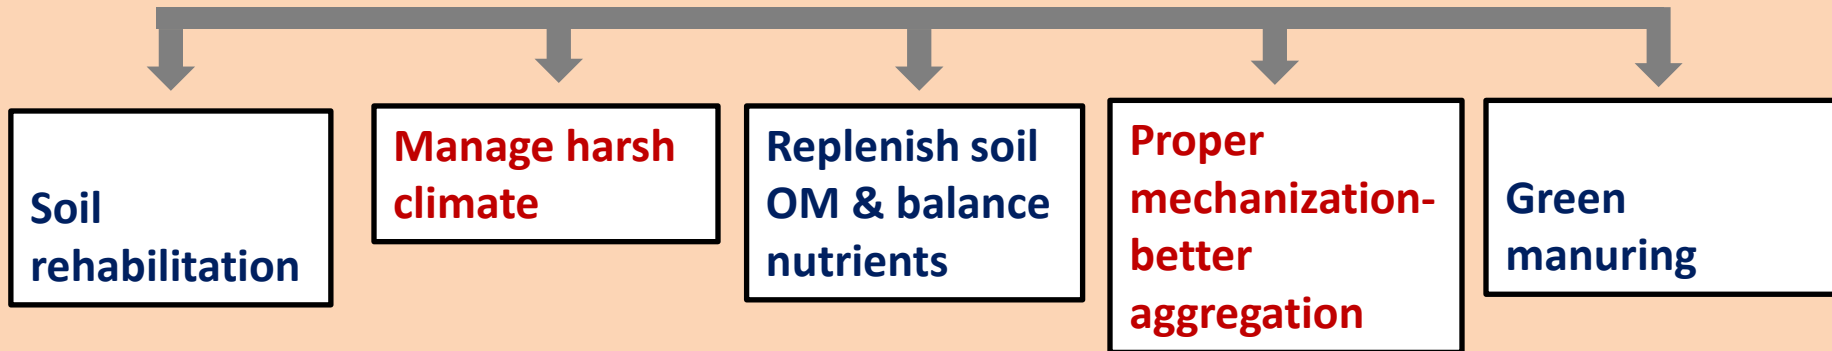 Soil
rehabilitation
Manage harsh
climate
Replenish soil
OM & balance
nutrients
Proper
mechanization-
better
aggregation
Green
manuring